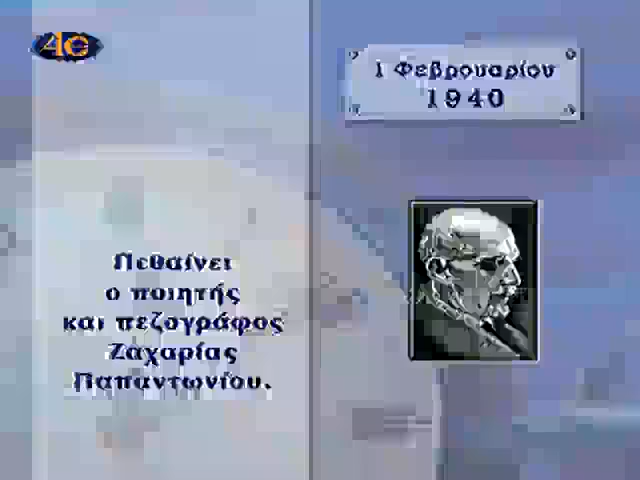 4e
1 Φεβρουαρίου
1940
Πεθαίνει
ο ποιητής
και πεζογράφος
Ζαχαρίας
Παπαντωνίου.